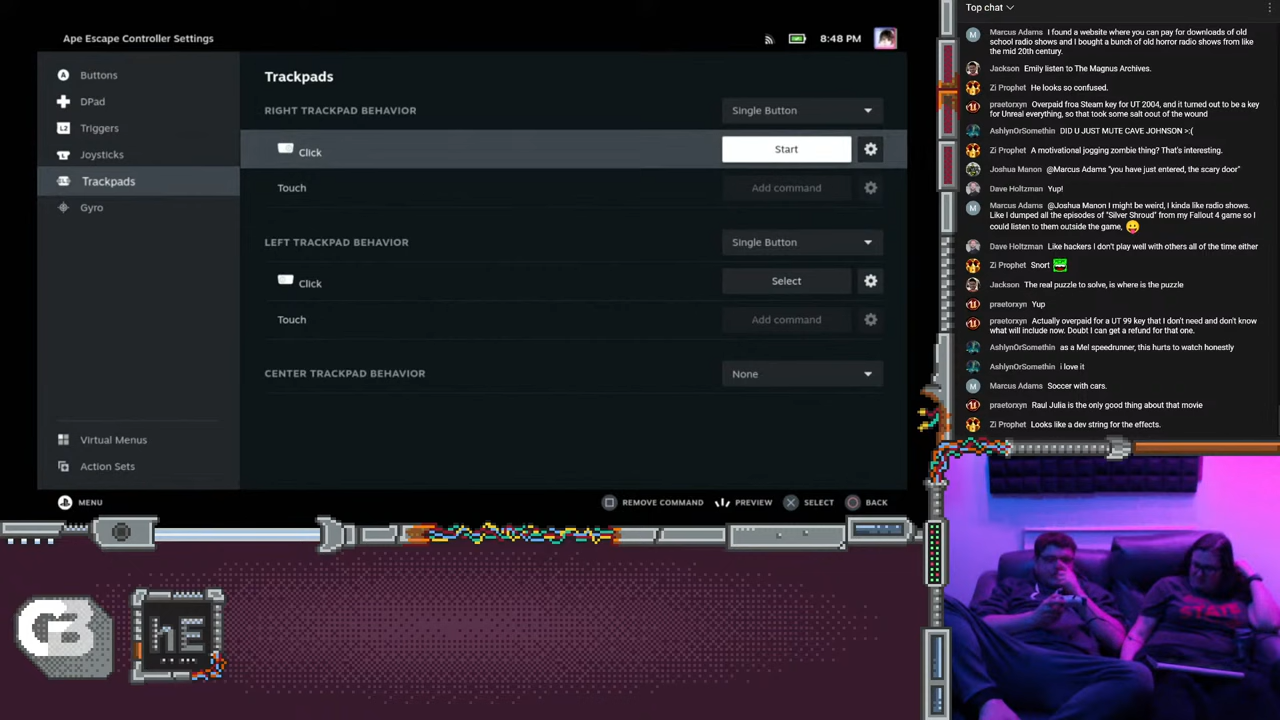 Ape Escape Controller Settings
8:48 PM
A Buttons
DPad
L2 Triggers
L Joysticks
Trackpads
Gyro
Virtual Menus
Action Sets
Trackpads
RIGHT TRACKPAD BEHAVIOR
Single Button
Click
Start
Touch
Add command
LEFT TRACKPAD BEHAVIOR
Single Button
Click
Select
Touch
Add command
CENTER TRACKPAD BEHAVIOR
None
MENU
REMOVE COMMAND
PREVIEW
SELECT
BACK
GB
hE
Top chat
M Marcus Adams I found a website where you can pay for downloads of old
school radio shows and I bought a bunch of old horror radio shows from like
the mid 20th century.
Jackson Emily listen to The Magnus Archives.
Zi Prophet He looks so confused.
praetorxyn Overpaid froa Steam key for UT 2004, and it turned out to be a key
for Unreal everything, so that took some salt oout of the wound
AshlynOrSomethin DID U JUST MUTE CAVE JOHNSON >:(
Zi Prophet A motivational jogging zombie thing? That's interesting.
Joshua Manon @Marcus Adams "you have just entered, the scary door"
Dave Holtzman Yup!
M Marcus Adams @Joshua Manon I might be weird, I kinda like radio shows.
Like I dumped all the episodes of "Silver Shroud" from my Fallout 4 game so I
could listen to them outside the game,
Dave Holtzman Like hackers I don't play well with others all of the time either
Zi Prophet Snort
Jackson The real puzzle to solve, is where is the puzzle
praetorxyn Yup
praetorxyn Actually overpaid for a UT 99 key that I don't need and don't know
what will include now. Doubt I can get a refund for that one.
AshlynOrSomethin as a Mel speedrunner, this hurts to watch honestly
AshlynOrSomethin i love it
M Marcus Adams Soccer with cars.
praetorxyn Raul Julia is the only good thing about that movie
Zi Prophet Looks like a dev string for the effects.
STATE